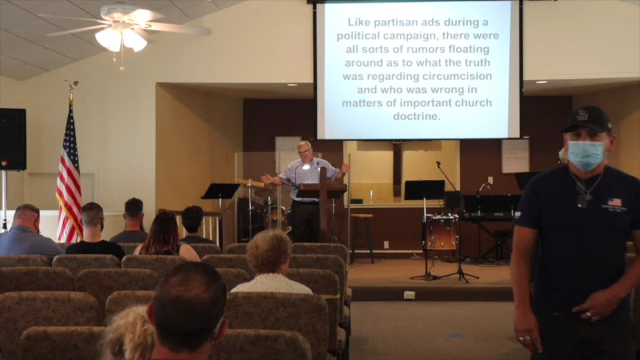 Like partisan ads during a
political campaign, there were
all sorts of rumors floating
around as to what the truth
was regarding circumcision
and who was wrong in
matters of important church
doctrine.